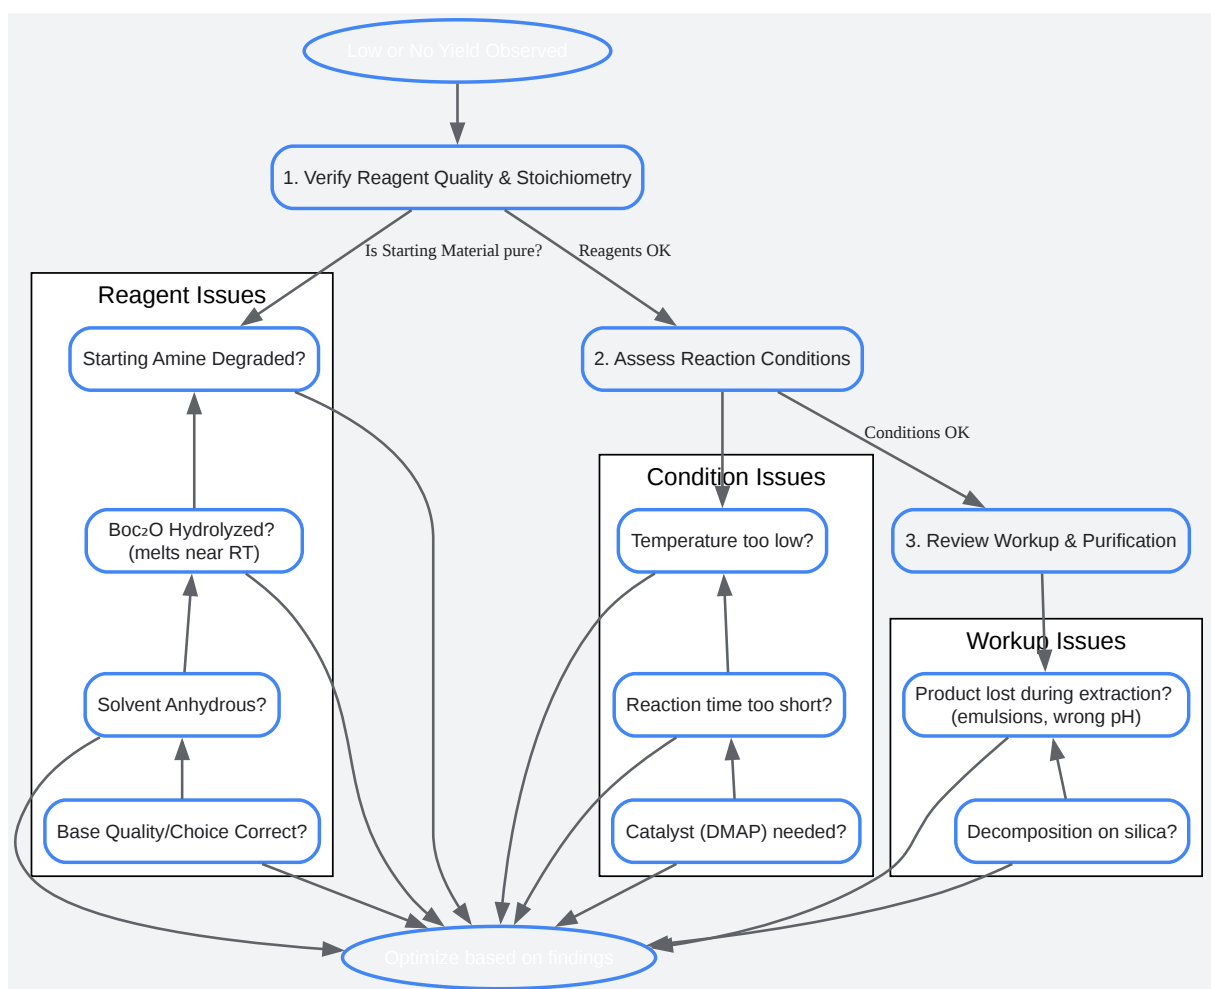 Low or No Yield Observed
1. Verify Reagent Quality & Stoichiometry
Is Starting Material pure?
Reagents OK
Reagent Issues
Starting Amine Degraded?
2. Assess Reaction Conditions
Conditions OK
Condition Issues
Boc₂O Hydrolyzed?
(melts near RT)
Temperature too low?
3. Review Workup & Purification
Workup Issues
Solvent Anhydrous?
Reaction time too short?
Product lost during extraction?
(emulsions, wrong pH)
Base Quality/Choice Correct?
Catalyst (DMAP) needed?
Decomposition on silica?
Optimize based on findings